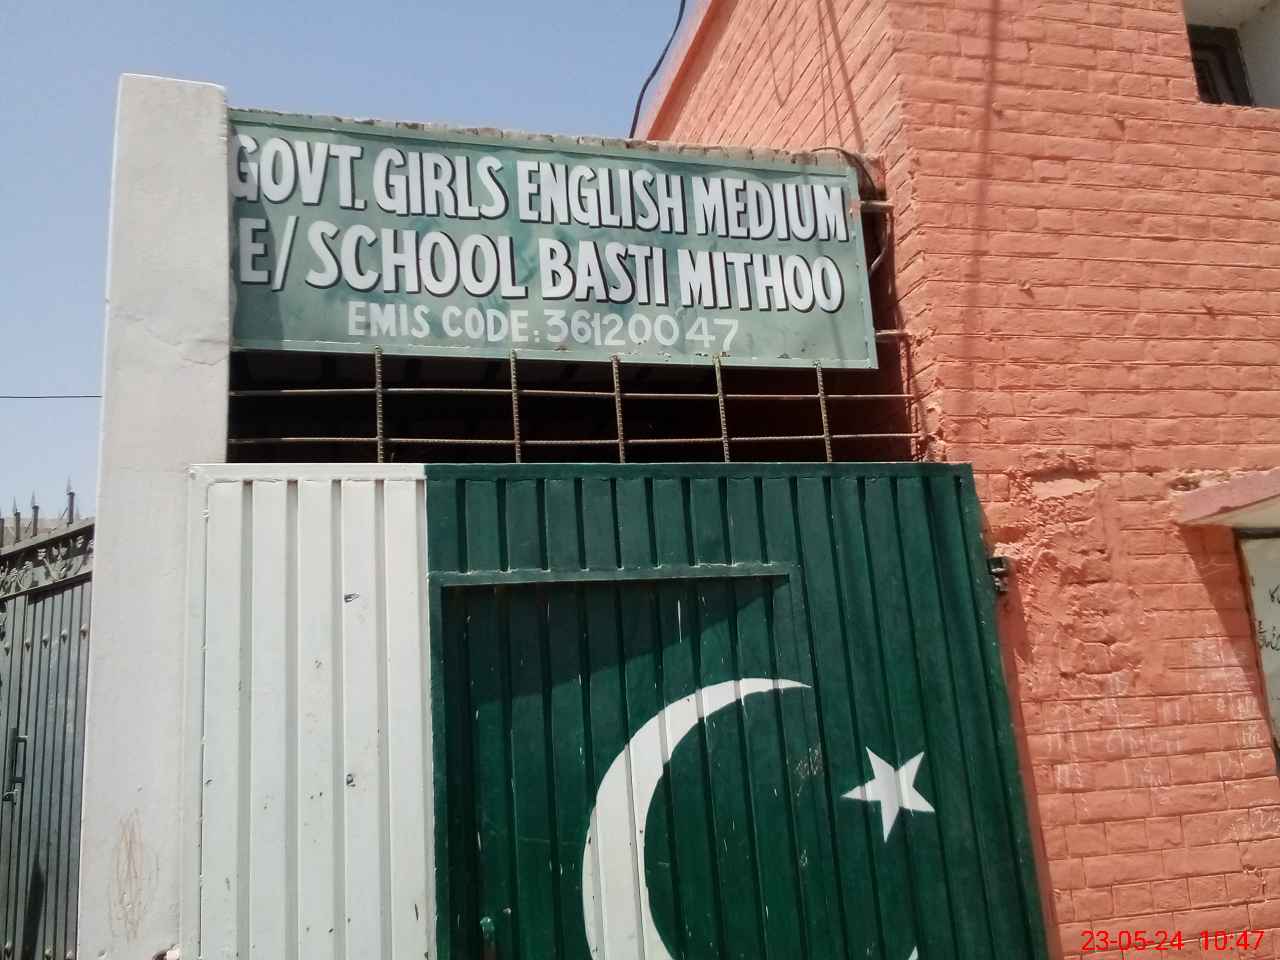 GOVT. GIRLS ENGLISH MEDIUM
E/SCHOOL BASTI MITHOO
EMIS CODE: 36120047
23-05-24 10:47